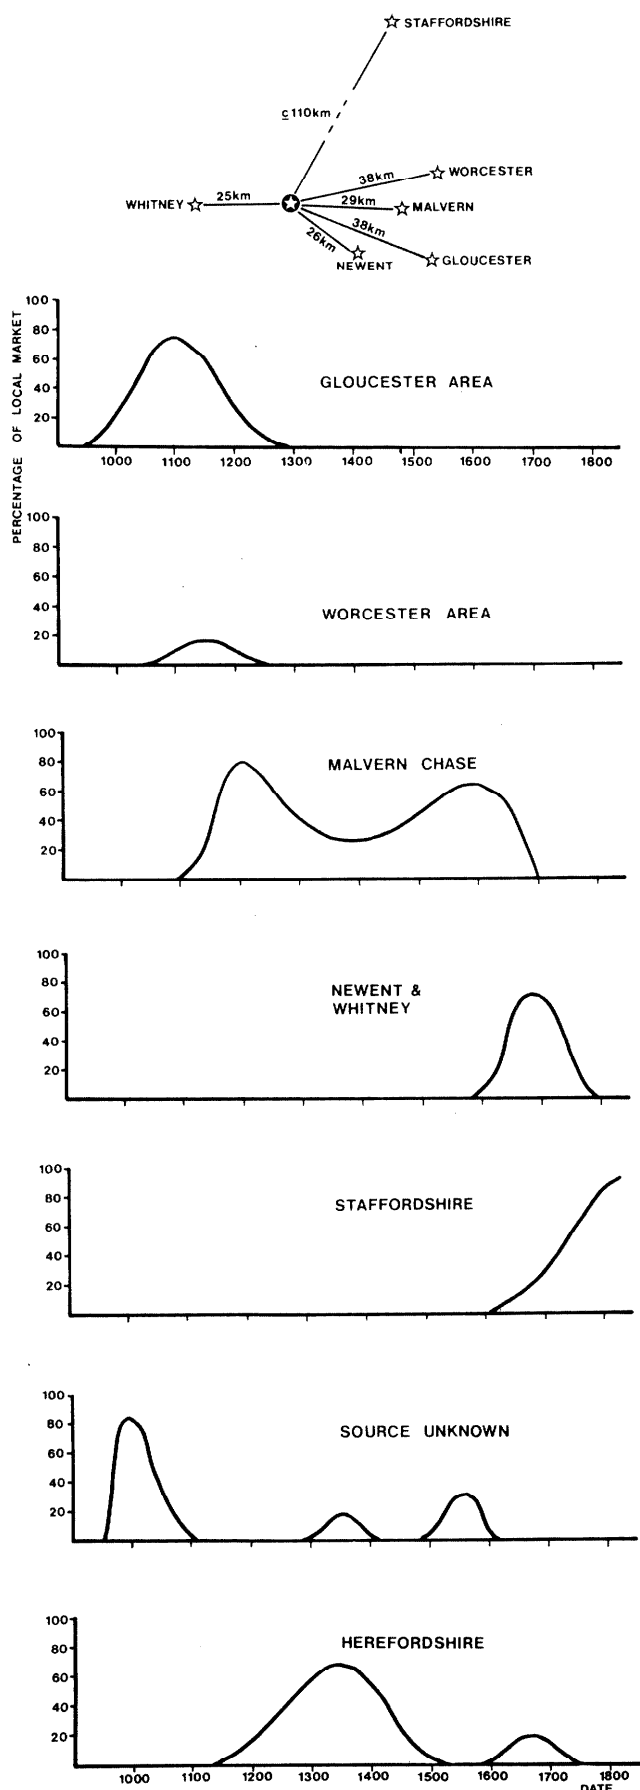 STAFFORDSHIRE
c110km
38km
WORCESTER
WHITNEY
25km
29km
MALVERN
38km
26km
GLOUCESTER
NEWENT
PERCENTAGE OF LOCAL MARKET
100
80
60
40
20
GLOUCESTER AREA
1000 1100 1200 1300 1400 1500 1600 1700 1800
100
80
60
40
20
WORCESTER AREA
100
80
60
40
20
MALVERN CHASE
100
80
60
40
20
NEWENT &
WHITNEY
100
80
60
40
20
STAFFORDSHIRE
100
80
60
40
20
SOURCE UNKNOWN
100
80
60
40
20
HEREFORDSHIRE
1000 1100 1200 1300 1400 1500 1600 1700 1800
DATE